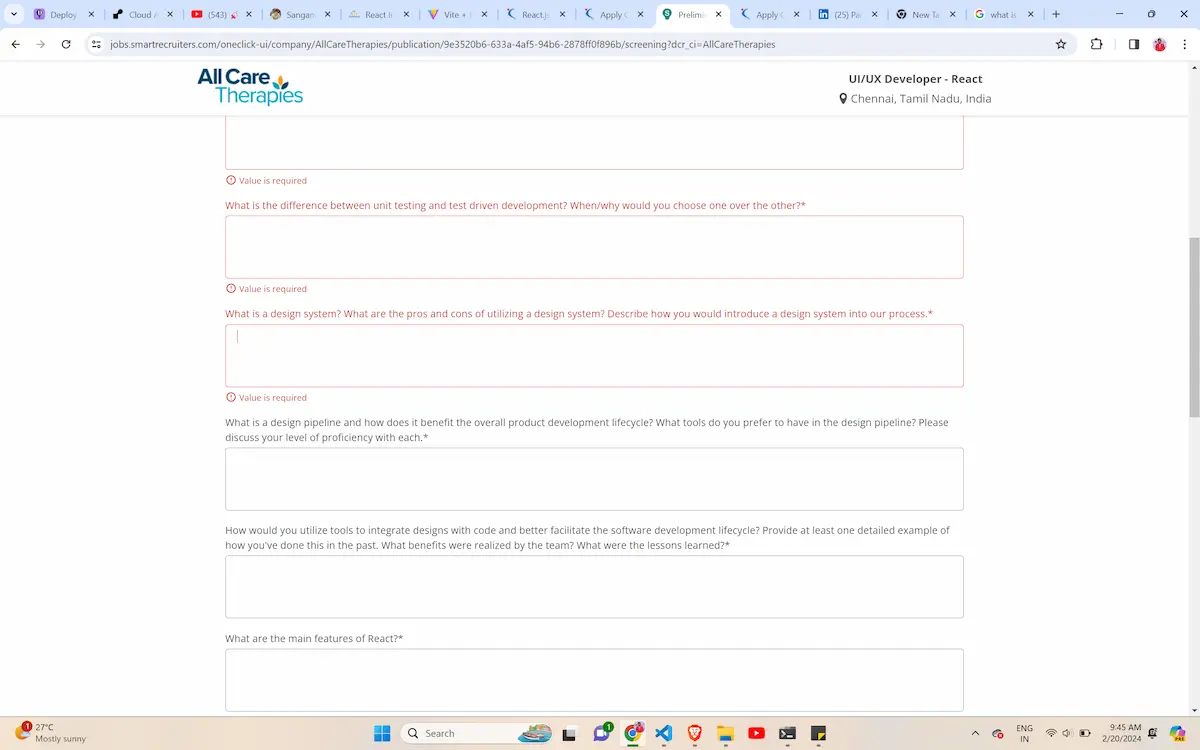 Deploy
Cloud A
(543)
Sangam
React I
Vite +
React.js
Apply C
Prelimi
Apply C
(25) Pa
New Ta
what is
jobs.smartrecruiters.com/oneclick-ui/company/AllCareTherapies/publication/9e3520b6-633a-4af5-94b6-2878ff0f896b/screening?dcr_ci=AllCareTherapies
All Care
Therapies
UI/UX Developer - React
Chennai, Tamil Nadu, India
Value is required
What is the difference between unit testing and test driven development? When/why would you choose one over the other?*
Value is required
What is a design system? What are the pros and cons of utilizing a design system? Describe how you would introduce a design system into our process.*
Value is required
What is a design pipeline and how does it benefit the overall product development lifecycle? What tools do you prefer to have in the design pipeline? Please
discuss your level of proficiency with each.*
How would you utilize tools to integrate designs with code and better facilitate the software development lifecycle? Provide at least one detailed example of
how you've done this in the past. What benefits were realized by the team? What were the lessons learned?*
What are the main features of React?*
1
27°C
Mostly sunny
Search
1
ENG
IN
9:45 AM
2/20/2024
PRE